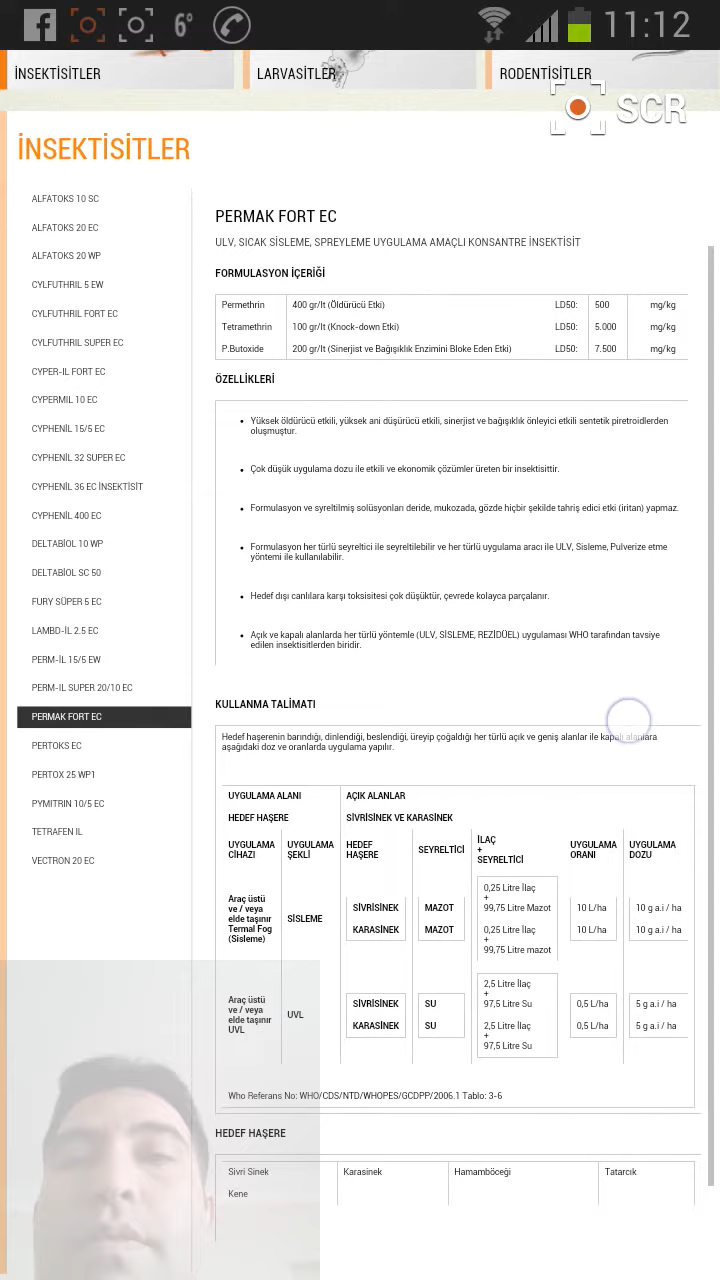 6° 11:12
İNSEKTİSİTLER LARVASİTLER RODENTİSİTLER
SCR
İNSEKTİSİTLER
ALFATOKS 10 SC
ALFATOKS 20 EC
ALFATOKS 20 WP
CYLFUTHRIL 5 EW
CYLFUTHRIL FORT EC
CYLFUTHRIL SUPER EC
CYPER-IL FORT EC
CYPERMIL 10 EC
CYPHENİL 15/5 EC
CYPHENİL 32 SUPER EC
CYPHENİL 36 EC İNSEKTİSİT
CYPHENİL 400 EC
DELTABİOL 10 WP
DELTABİOL SC 50
FURY SÜPER 5 EC
LAMBD-İL 2.5 EC
PERM-İL 15/5 EW
PERM-IL SUPER 20/10 EC
PERMAK FORT EC
PERTOKS EC
PERTOX 25 WP1
PYMITRIN 10/5 EC
TETRAFEN IL
VECTRON 20 EC
PERMAK FORT EC
ULV, SICAK SİSLEME, SPREYLEME UYGULAMA AMAÇLI KONSANTRE İNSEKTİSİT
FORMULASYON İÇERİĞİ
Permethrin 400 gr/lt (Öldürücü Etki) LD50: 500 mg/kg
Tetramethrin 100 gr/lt (Knock-down Etki) LD50: 5.000 mg/kg
P.Butoxide 200 gr/lt (Sinerjist ve Bağışıklık Enzimini Bloke Eden Etki) LD50: 7.500 mg/kg
ÖZELLİKLERİ
• Yüksek öldürücü etkili, yüksek ani düşürücü etkili, sinerjist ve bağışıklık önleyici etkili sentetik piretroidlerden
oluşmuştur.
• Çok düşük uygulama dozu ile etkili ve ekonomik çözümler üreten bir insektisittir.
• Formulasyon ve syreltilmiş solüsyonları deride, mukozada, gözde hiçbir şekilde tahriş edici etki (iritan) yapmaz.
• Formulasyon her türlü seyreltici ile seyreltilebilir ve her türlü uygulama aracı ile ULV, Sisleme, Pulverize etme
yöntemi ile kullanılabilir.
• Hedef dışı canlılara karşı toksisitesi çok düşüktür, çevrede kolayca parçalanır.
• Açık ve kapalı alanlarda her türlü yöntemle (ULV, SİSLEME, REZİDÜEL) uygulaması WHO tarafından tavsiye
edilen insektisitlerden biridir.
KULLANMA TALİMATI
Hedef haşerenin barındığı, dinlendiği, beslendiği, üreyip çoğaldığı her türlü açık ve geniş alanlar ile kapalı alanlara
aşağıdaki doz ve oranlarda uygulama yapılır.
UYGULAMA ALANI AÇIK ALANLAR
HEDEF HAŞERE SİVRİSİNEK VE KARASİNEK
UYGULAMA CİHAZI UYGULAMA ŞEKLİ HEDEF HAŞERE SEYRELTİCİ İLAÇ + SEYRELTİCİ UYGULAMA ORANI UYGULAMA DOZU
Araç üstü
ve / veya
elde taşınır
Termal Fog
(Sisleme)
SİSLEME
SİVRİSİNEK MAZOT 0,25 Litre İlaç + 99,75 Litre Mazot 10 L/ha 10 g a.i / ha
KARASİNEK MAZOT 0,25 Litre İlaç + 99,75 Litre mazot 10 L/ha 10 g a.i / ha
Araç üstü
ve / veya
elde taşınır
UVL
UVL
SİVRİSİNEK SU 2,5 Litre İlaç + 97,5 Litre Su 0,5 L/ha 5 g a.i / ha
KARASİNEK SU 2,5 Litre İlaç + 97,5 Litre Su 0,5 L/ha 5 g a.i / ha
Who Referans No: WHO/CDS/NTD/WHOPES/GCDPP/2006.1 Tablo: 3-6
HEDEF HAŞERE
Sivri Sinek Karasinek Hamamböceği Tatarcık
Kene